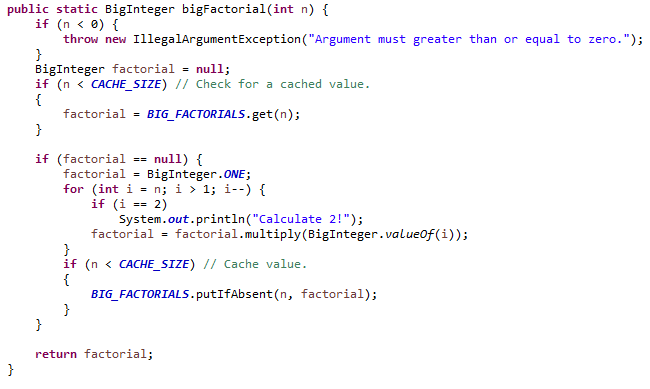 public static BigInteger bigFactorial(int n) {
    if (n < 0) {
        throw new IllegalArgumentException("Argument must greater than or equal to zero.");
    }
    BigInteger factorial = null;
    if (n < CACHE_SIZE) // Check for a cached value.
    {
        factorial = BIG_FACTORIALS.get(n);
    }

    if (factorial == null) {
        factorial = BigInteger.ONE;
        for (int i = n; i > 1; i--) {
            if (i == 2)
                System.out.println("Calculate 2!");
            factorial = factorial.multiply(BigInteger.valueOf(i));
        }
        if (n < CACHE_SIZE) // Cache value.
        {
            BIG_FACTORIALS.putIfAbsent(n, factorial);
        }
    }

    return factorial;
}